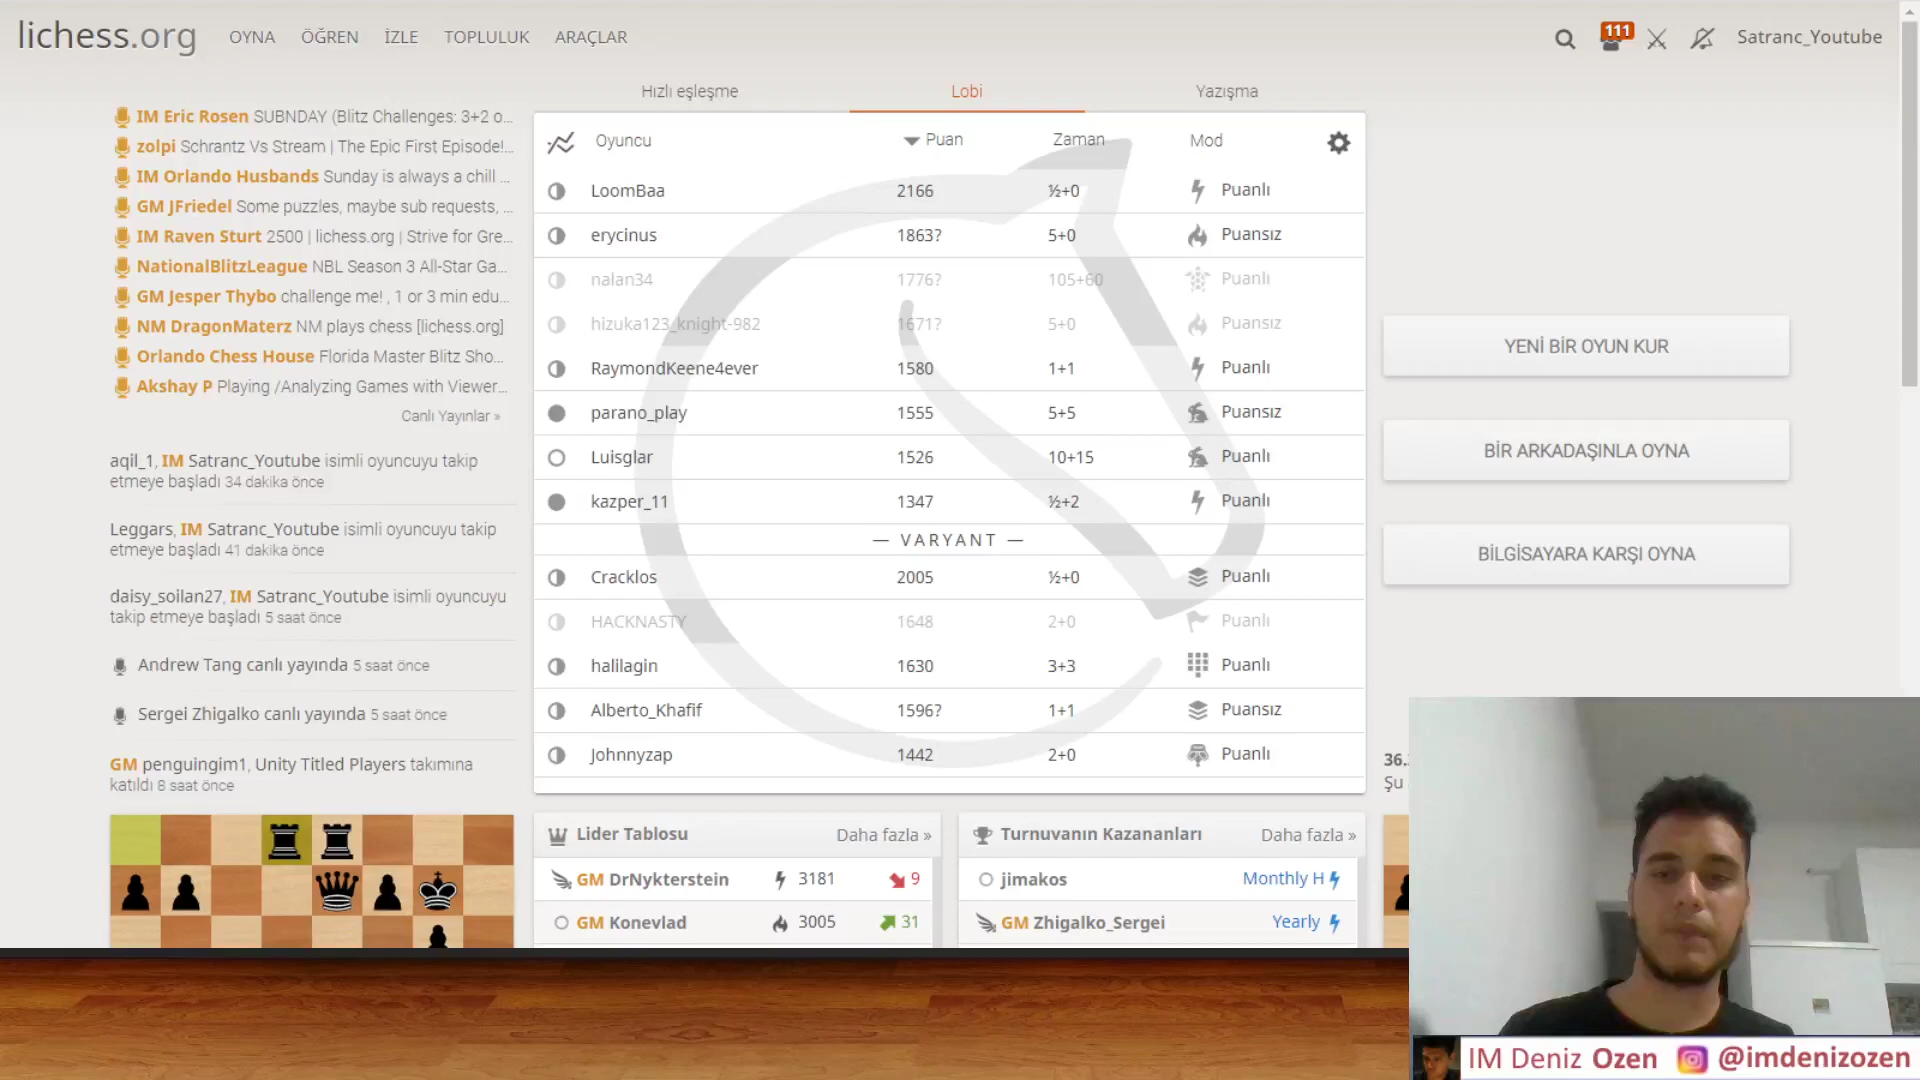 lichess.org OYNA ÖĞREN İZLE TOPLULUK ARAÇLAR 111 Satranc_Youtube
Hızlı eşleşme Lobi Yazışma
IM Eric Rosen SUBNDAY (Blitz Challenges: 3+2 o...
zolpi Schrantz Vs Stream | The Epic First Episode!...
IM Orlando Husbands Sunday is always a chill ...
GM JFriedel Some puzzles, maybe sub requests, ...
IM Raven Sturt 2500 | lichess.org | Strive for Gre...
NationalBlitzLeague NBL Season 3 All-Star Ga...
GM Jesper Thybo challenge me! , 1 or 3 min edu...
NM DragonMaterz NM plays chess [lichess.org]
Orlando Chess House Florida Master Blitz Sho...
Akshay P Playing /Analyzing Games with Viewer...
Canlı Yayınlar »
aqil_1, IM Satranc_Youtube isimli oyuncuyu takip
etmeye başladı 34 dakika önce
Leggars, IM Satranc_Youtube isimli oyuncuyu takip
etmeye başladı 41 dakika önce
daisy_soilan27, IM Satranc_Youtube isimli oyuncuyu
takip etmeye başladı 5 saat önce
Andrew Tang canlı yayında 5 saat önce
Sergei Zhigalko canlı yayında 5 saat önce
GM penguingim1, Unity Titled Players takımına
katıldı 8 saat önce
Oyuncu Puan Zaman Mod
LoomBaa 2166 ½+0 Puanlı
erycinus 1863? 5+0 Puansız
nalan34 1776? 105+60 Puanlı
hizuka123_knight-982 1671? 5+0 Puansız
RaymondKeene4ever 1580 1+1 Puanlı
parano_play 1555 5+5 Puansız
Luisglar 1526 10+15 Puanlı
kazper_11 1347 ½+2 Puanlı
— VARYANT —
Cracklos 2005 ½+0 Puanlı
HACKNASTY 1648 2+0 Puanlı
halilagin 1630 3+3 Puanlı
Alberto_Khafif 1596? 1+1 Puansız
Johnnyzap 1442 2+0 Puanlı
YENİ BİR OYUN KUR
BİR ARKADAŞINLA OYNA
BİLGİSAYARA KARŞI OYNA
36.
Şu
Lider Tablosu Daha fazla »
GM DrNykterstein 3181 9
GM Konevlad 3005 31
Turnuvanın Kazananları Daha fazla »
jimakos Monthly H
GM Zhigalko_Sergei Yearly
IM Deniz Ozen @imdenizozen